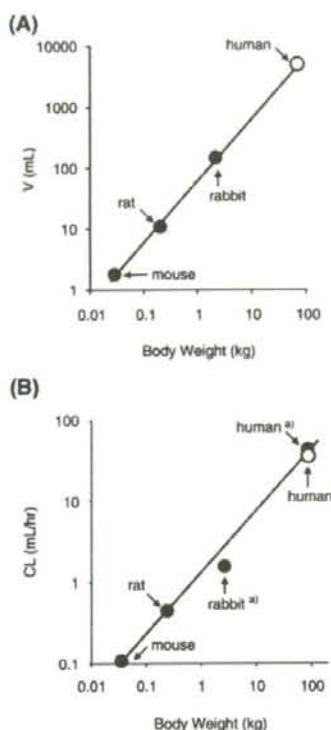 (A)
human
10000
1000
V (mL)
100
rabbit
rat
10
mouse
1
0.01 0.1 1 10 100
Body Weight (kg)
(B)
100
human a)
human
10
CL (mL/hr)
rat
1
rabbit a)
mouse
0.1
0.01 0.1 1 10 100
Body Weight (kg)